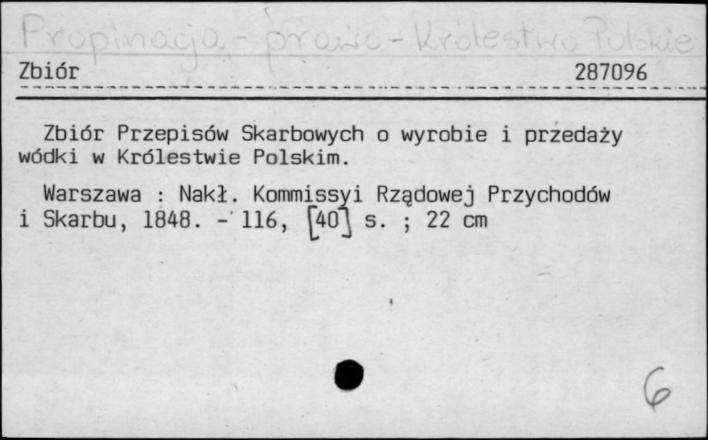 Propinacja - prawo - Królestwo Polskie
Zbiór 287096
Zbiór Przepisów Skarbowych o wyrobie i przedaży
wódki w Królestwie Polskim.
Warszawa : Nakł. Kommissyi Rządowej Przychodów
i Skarbu, 1848. - 116, [40] s. ; 22 cm
6